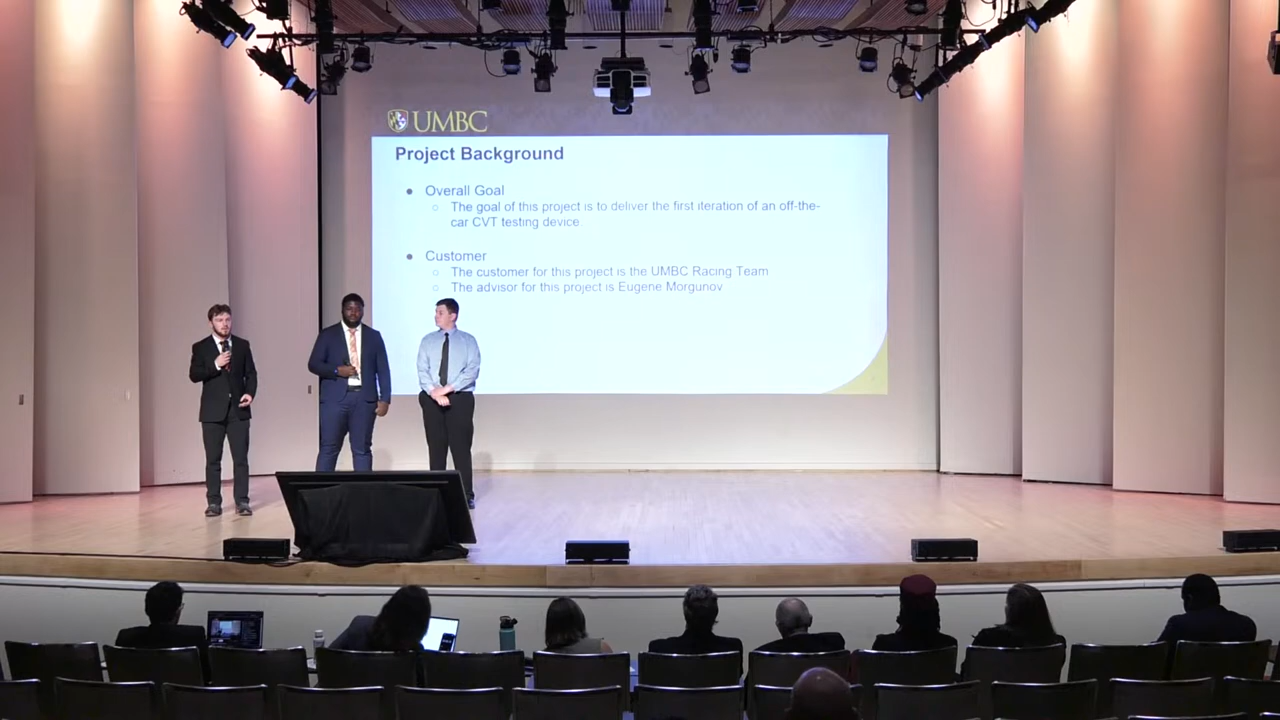 UMBC
Project Background
● Overall Goal
○ The goal of this project is to deliver the first iteration of an off-the-
car CVT testing device.
● Customer
○ The customer for this project is the UMBC Racing Team
○ The advisor for this project is Eugene Morgunov